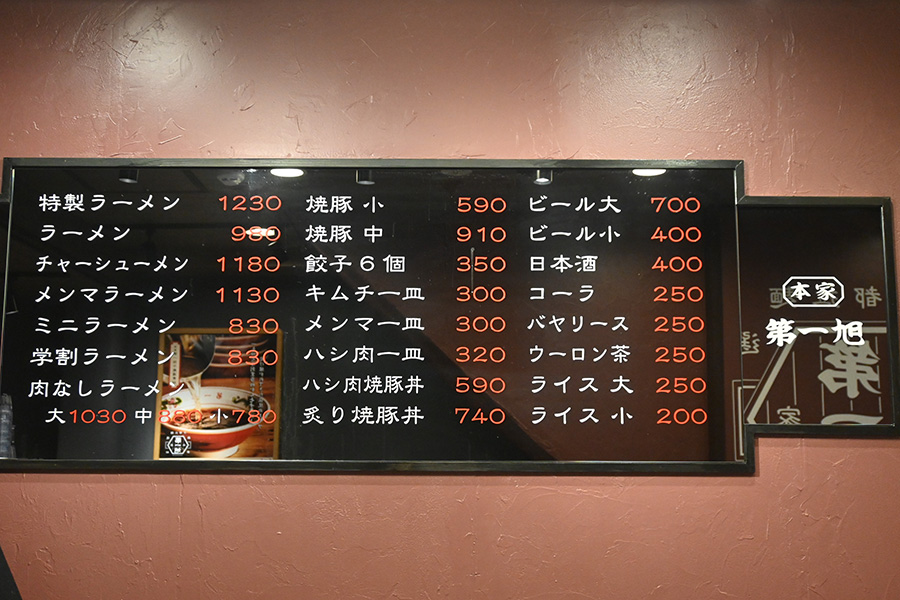 特製ラーメン 1230
ラーメン 930
チャーシューメン 1180
メンマラーメン 1130
ミニラーメン 830
学割ラーメン 830
肉なしラーメン
大1030 中880 小780
焼豚 小 590
焼豚 中 910
餃子6個 350
キムチ一皿 300
メンマ一皿 300
ハシ肉一皿 320
ハシ肉焼豚丼 590
炙り焼豚丼 740
ビール大 700
ビール小 400
日本酒 400
コーラ 250
バヤリース 250
ウーロン茶 250
ライス 大 250
ライス 小 200
本家
第一旭